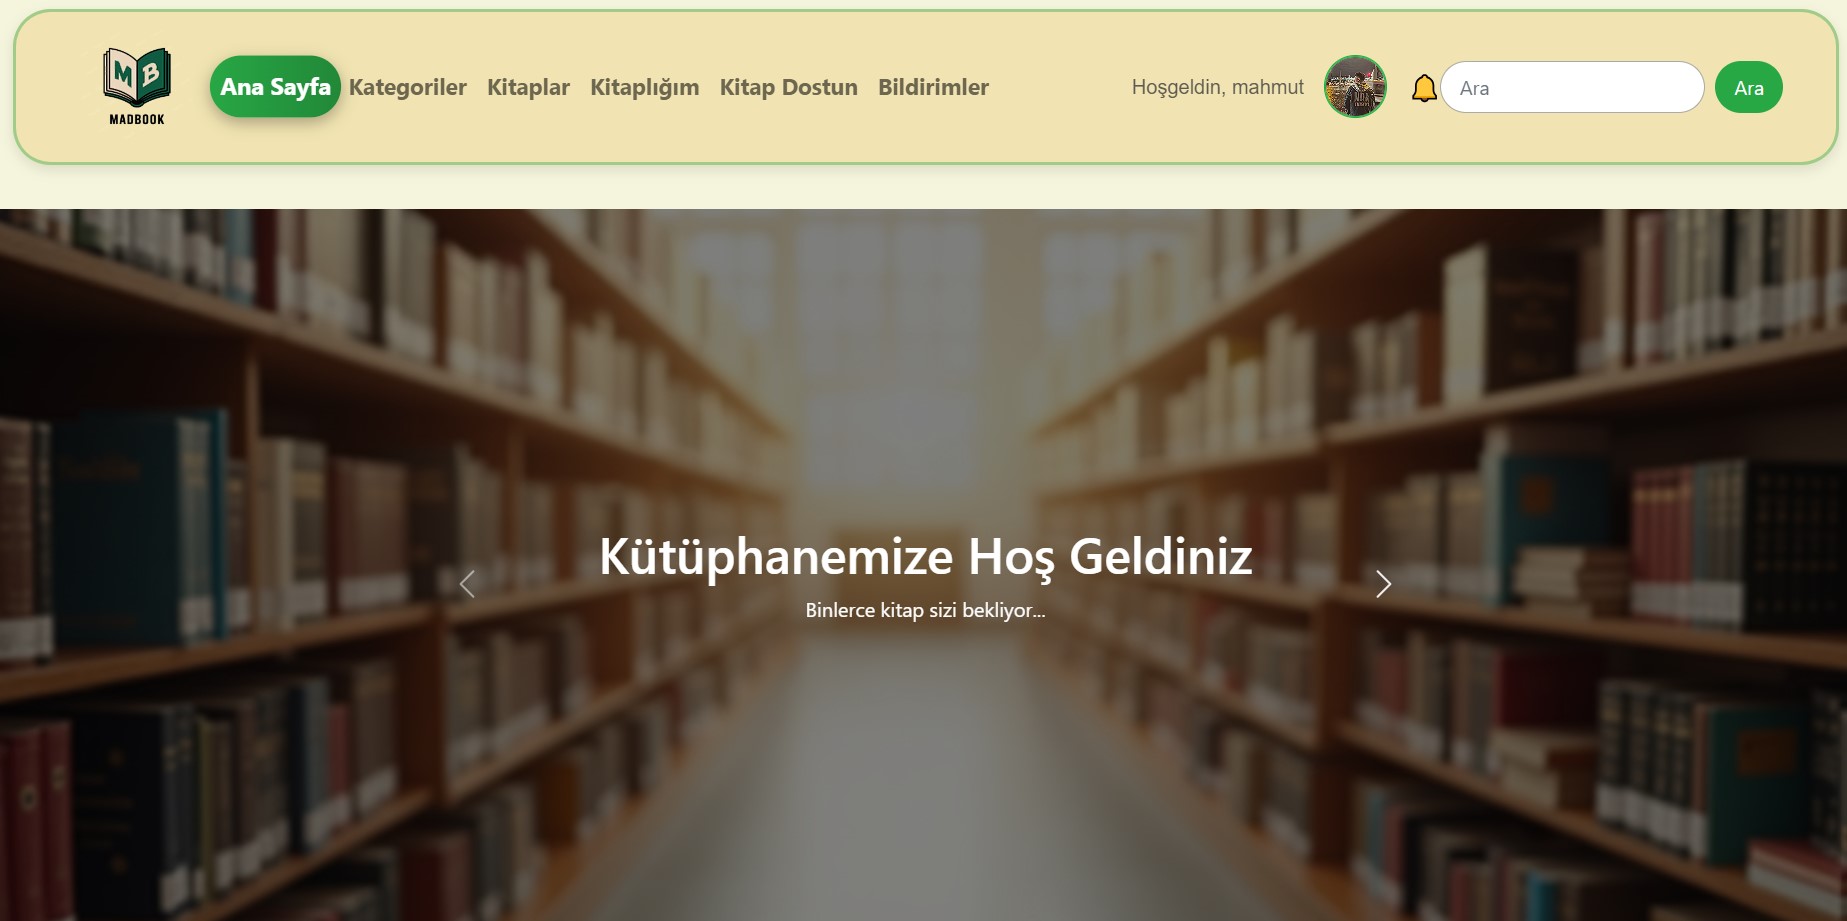 MB
MADBOOK
Ana Sayfa Kategoriler Kitaplar Kitaplığım Kitap Dostun Bildirimler Hoşgeldin, mahmut Ara Ara
Kütüphanemize Hoş Geldiniz
Binlerce kitap sizi bekliyor...